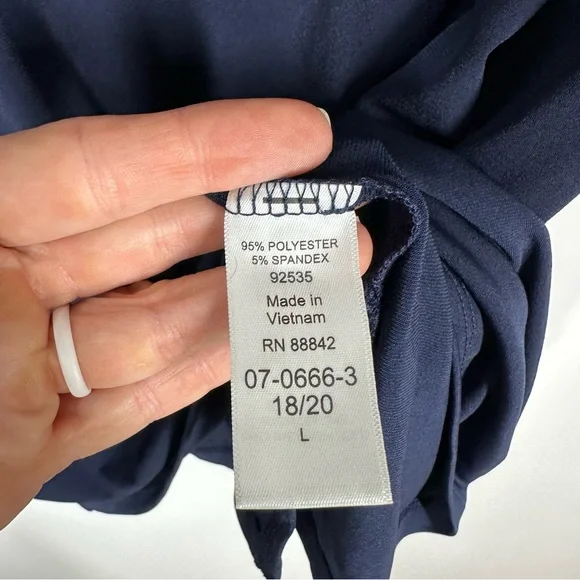 95% POLYESTER
5% SPANDEX
92535
Made in
Vietnam
RN 88842
07-0666-3
18/20
L